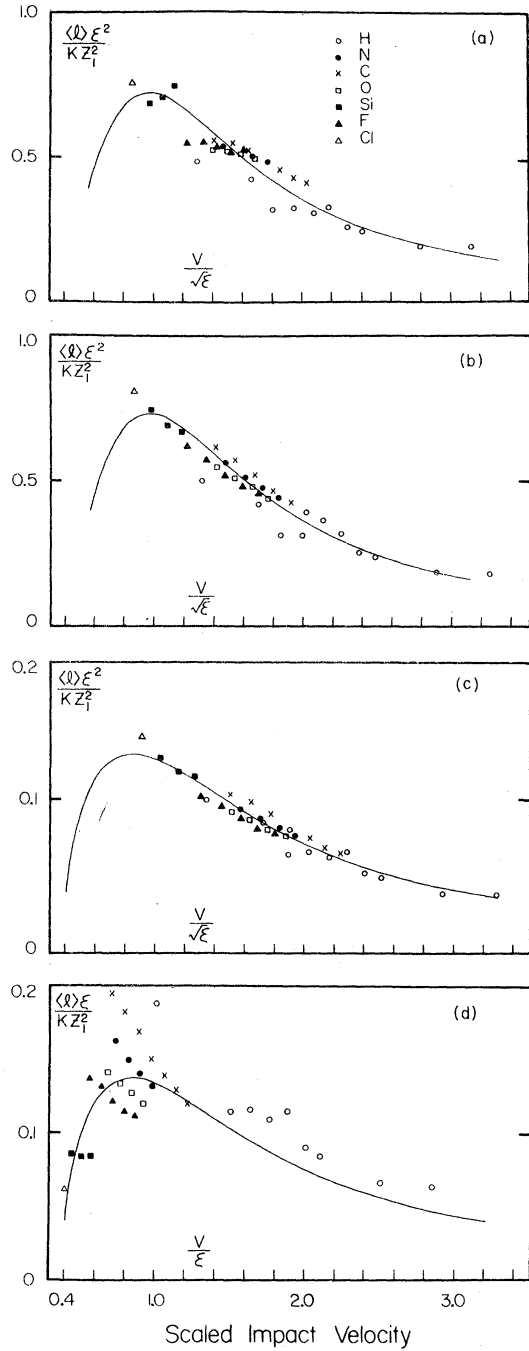 1.0
⟨ℓ⟩ε²
KZ₁²
(a)
○ H
● N
× C
□ O
■ Si
▲ F
△ Cl
0.5
V
√ε
0
1.0
⟨ℓ⟩ε²
KZ₁²
(b)
0.5
V
√ε
0
0.2
⟨ℓ⟩ε²
KZ₁²
(c)
0.1
V
√ε
0
0.2
⟨ℓ⟩ε
KZ₁²
(d)
0.1
V
ε
0
0.4 1.0 2.0 3.0
Scaled Impact Velocity